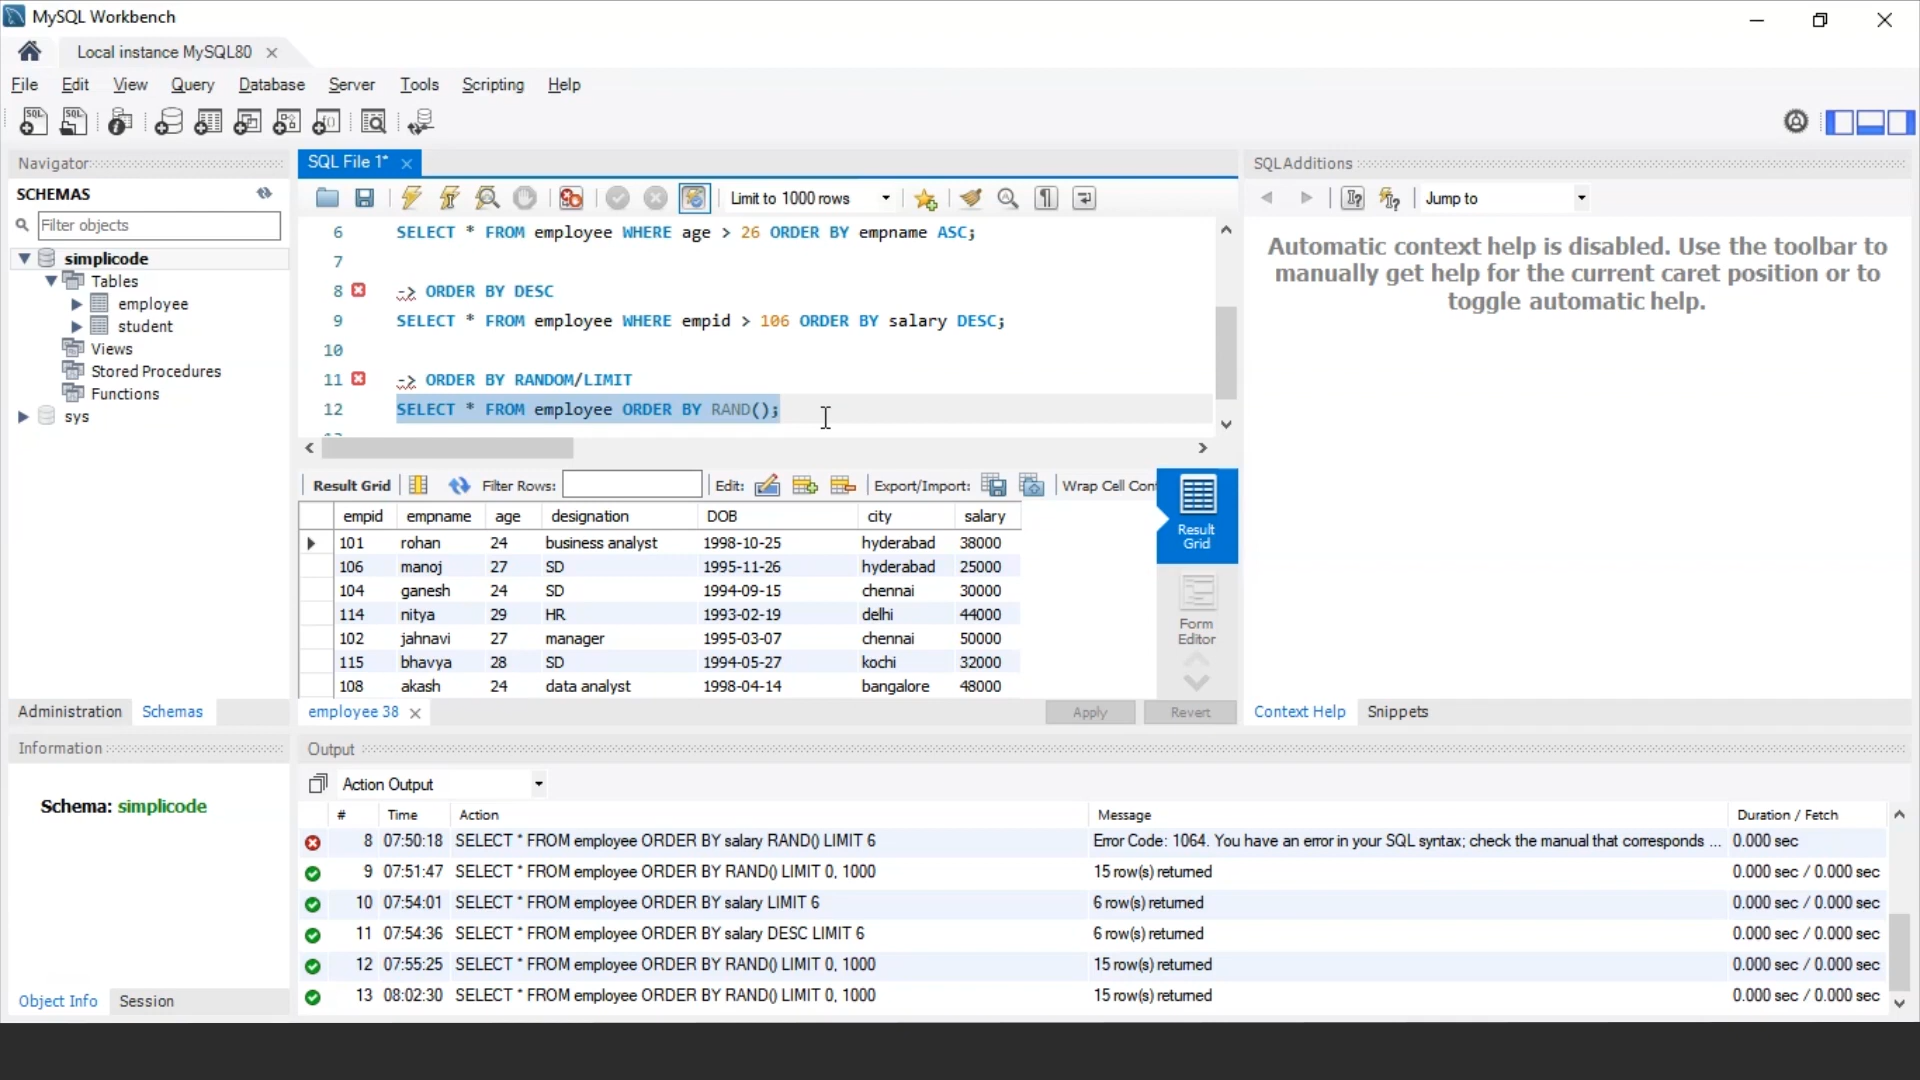 MySQL Workbench
Local instance MySQL80
File Edit View Query Database Server Tools Scripting Help
Navigator
SCHEMAS
Filter objects
simplicode
Tables
employee
student
Views
Stored Procedures
Functions
sys
Administration Schemas
Information
Schema: simplicode
Object Info Session
SQL File 1*
Limit to 1000 rows
6 SELECT * FROM employee WHERE age > 26 ORDER BY empname ASC;
7
8 -> ORDER BY DESC
9 SELECT * FROM employee WHERE empid > 106 ORDER BY salary DESC;
10
11 -> ORDER BY RANDOM/LIMIT
12 SELECT * FROM employee ORDER BY RAND();
Result Grid Filter Rows: Edit: Export/Import: Wrap Cell Cont
empid empname age designation DOB city salary
101 rohan 24 business analyst 1998-10-25 hyderabad 38000
106 manoj 27 SD 1995-11-26 hyderabad 25000
104 ganesh 24 SD 1994-09-15 chennai 30000
114 nitya 29 HR 1993-02-19 delhi 44000
102 jahnavi 27 manager 1995-03-07 chennai 50000
115 bhavya 28 SD 1994-05-27 kochi 32000
108 akash 24 data analyst 1998-04-14 bangalore 48000
Result
Grid
Form
Editor
employee 38
Apply Revert
SQLAdditions
Jump to
Automatic context help is disabled. Use the toolbar to
manually get help for the current caret position or to
toggle automatic help.
Context Help Snippets
Output
Action Output
# Time Action Message Duration / Fetch
8 07:50:18 SELECT * FROM employee ORDER BY salary RAND() LIMIT 6 Error Code: 1064. You have an error in your SQL syntax; check the manual that corresponds ... 0.000 sec
9 07:51:47 SELECT * FROM employee ORDER BY RAND() LIMIT 0, 1000 15 row(s) returned 0.000 sec / 0.000 sec
10 07:54:01 SELECT * FROM employee ORDER BY salary LIMIT 6 6 row(s) returned 0.000 sec / 0.000 sec
11 07:54:36 SELECT * FROM employee ORDER BY salary DESC LIMIT 6 6 row(s) returned 0.000 sec / 0.000 sec
12 07:55:25 SELECT * FROM employee ORDER BY RAND() LIMIT 0, 1000 15 row(s) returned 0.000 sec / 0.000 sec
13 08:02:30 SELECT * FROM employee ORDER BY RAND() LIMIT 0, 1000 15 row(s) returned 0.000 sec / 0.000 sec